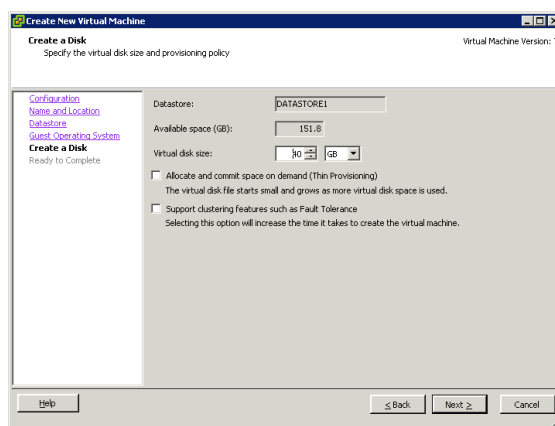 Create New Virtual Machine
Create a Disk
Specify the virtual disk size and provisioning policy
Virtual Machine Version:
Configuration
Name and Location
Datastore
Guest Operating System
Create a Disk
Ready to Complete
Datastore: DATASTORE1
Available space (GB): 151.8
Virtual disk size: 40 GB
Allocate and commit space on demand (Thin Provisioning)
The virtual disk file starts small and grows as more virtual disk space is used.
Support clustering features such as Fault Tolerance
Selecting this option will increase the time it takes to create the virtual machine.
Help
≤ Back
Next ≥
Cancel